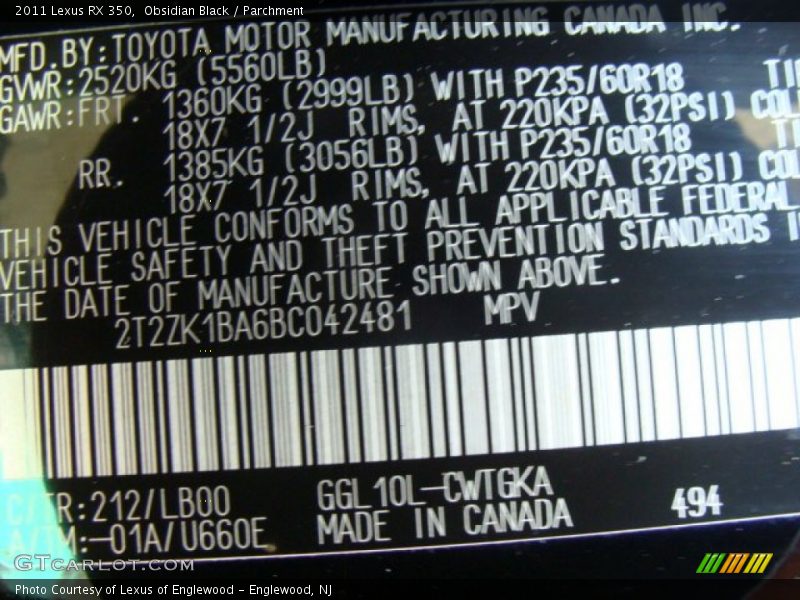 2011 Lexus RX 350, Obsidian Black / Parchment
MFD.BY:TOYOTA MOTOR MANUFACTURING CANADA INC.
GVWR:2520KG (5560LB)
GAWR:FRT. 1360KG (2999LB) WITH P235/60R18
18X7 1/2J RIMS, AT 220KPA (32PSI)
RR. 1385KG (3056LB) WITH P235/60R18
18X7 1/2J RIMS, AT 220KPA (32PSI)
THIS VEHICLE CONFORMS TO ALL APPLICABLE FEDERAL
VEHICLE SAFETY AND THEFT PREVENTION STANDARDS
THE DATE OF MANUFACTURE SHOWN ABOVE.
2T2ZK1BA6BC042481 MPV
C/TR:212/LB00 GGL10L-CWTGKA 494
A/TM:-01A/U660E MADE IN CANADA
GTCARLOT.COM
Photo Courtesy of Lexus of Englewood - Englewood, NJ